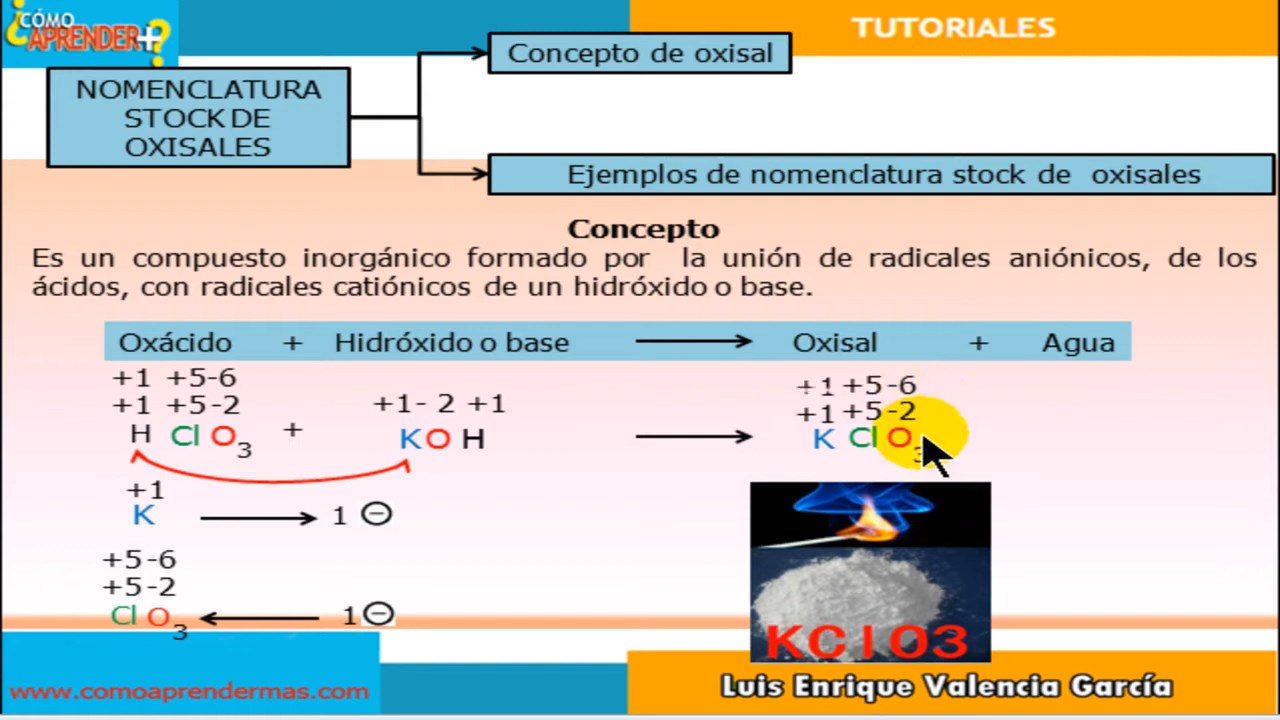 ¿CÓMO
APRENDER+?
TUTORIALES
Concepto de oxisal
NOMENCLATURA
STOCK DE
OXISALES
Ejemplos de nomenclatura stock de oxisales
Concepto
Es un compuesto inorgánico formado por la unión de radicales aniónicos, de los
ácidos, con radicales catiónicos de un hidróxido o base.
Oxácido + Hidróxido o base → Oxisal + Agua
+1 +5-6 +1 +5-6
+1 +5-2 +1- 2 +1 +1 +5-2
H Cl O3 + K O H → K Cl O3
+1
K → 1 ⊖
+5-6
+5-2
Cl O3 ← 1 ⊖
KClO3
www.comoaprendermas.com
Luis Enrique Valencia García